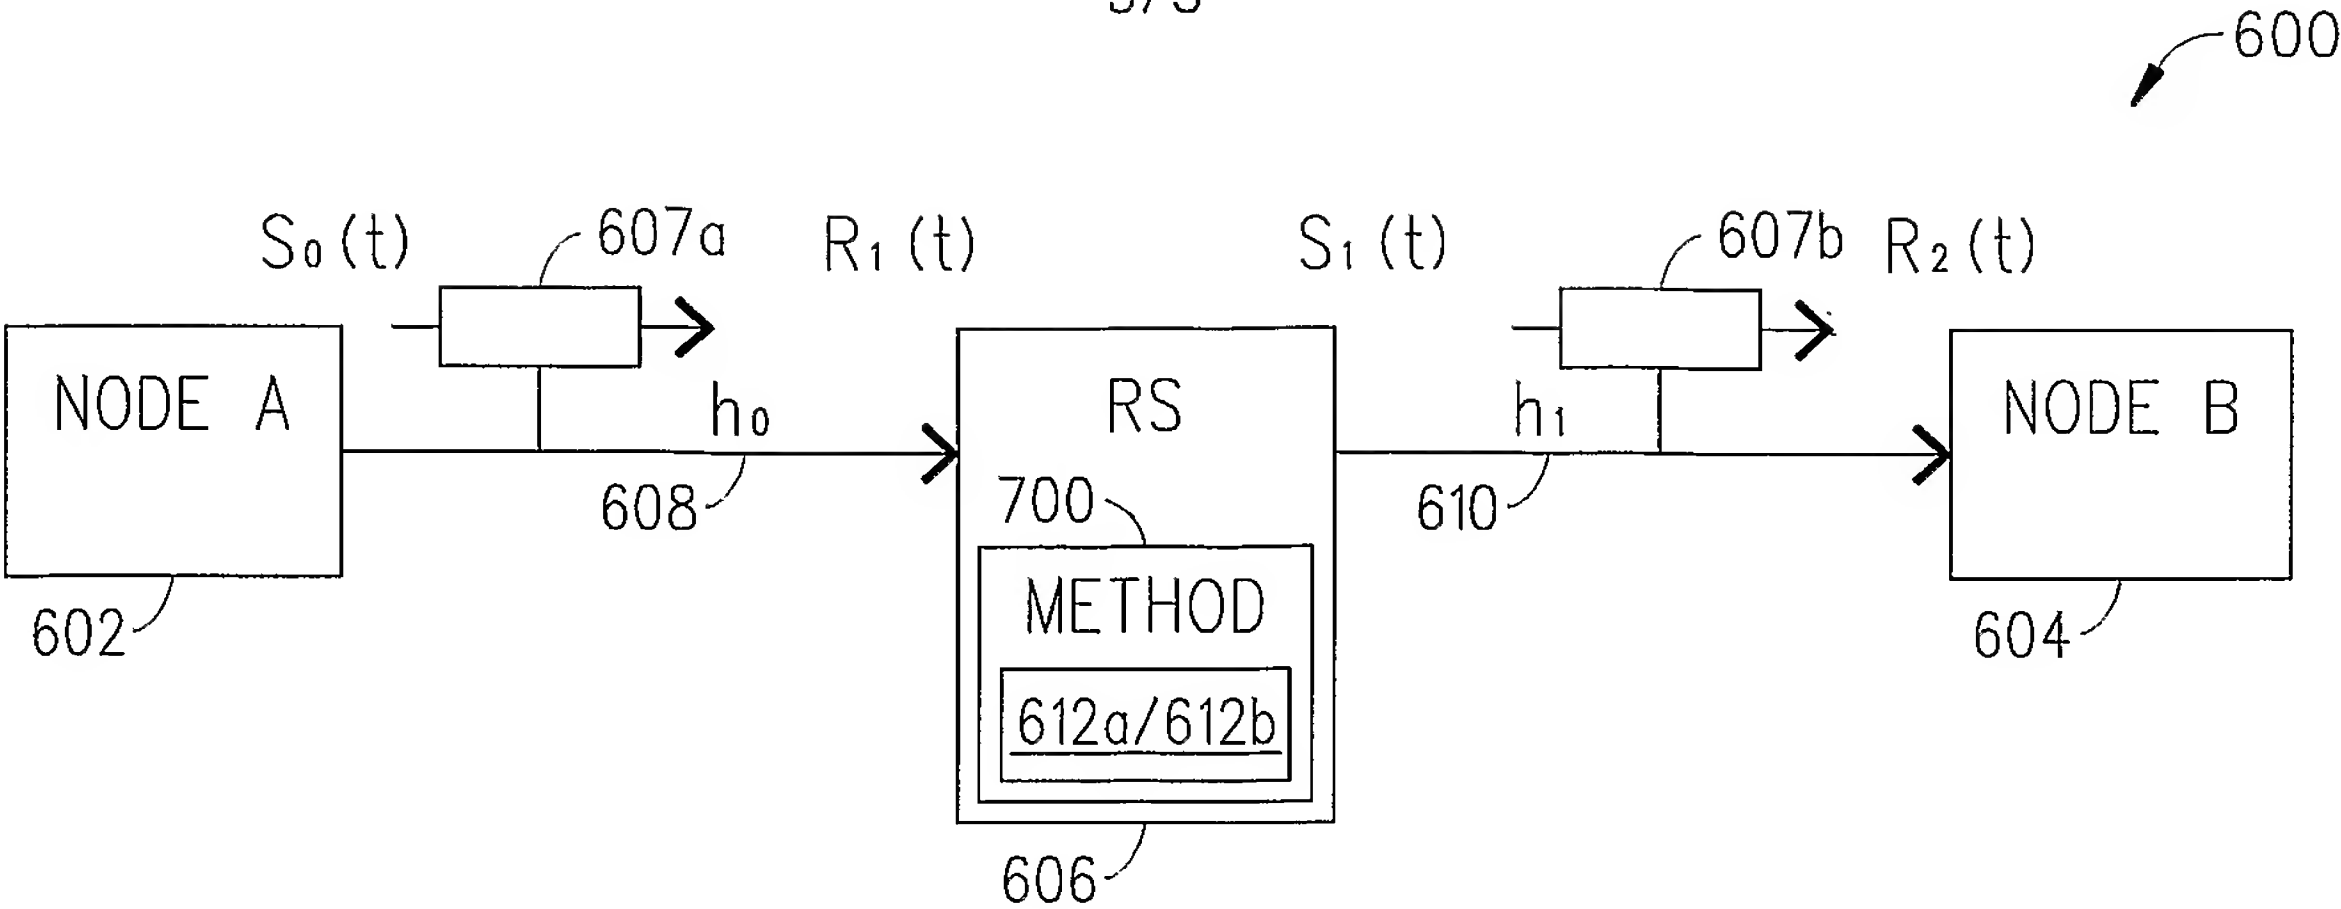 600
S₀(t) 607a R₁(t) S₁(t) 607b R₂(t)
NODE A h₀ RS h₁ NODE B
608 700 610
METHOD
602 604
612a/612b
606